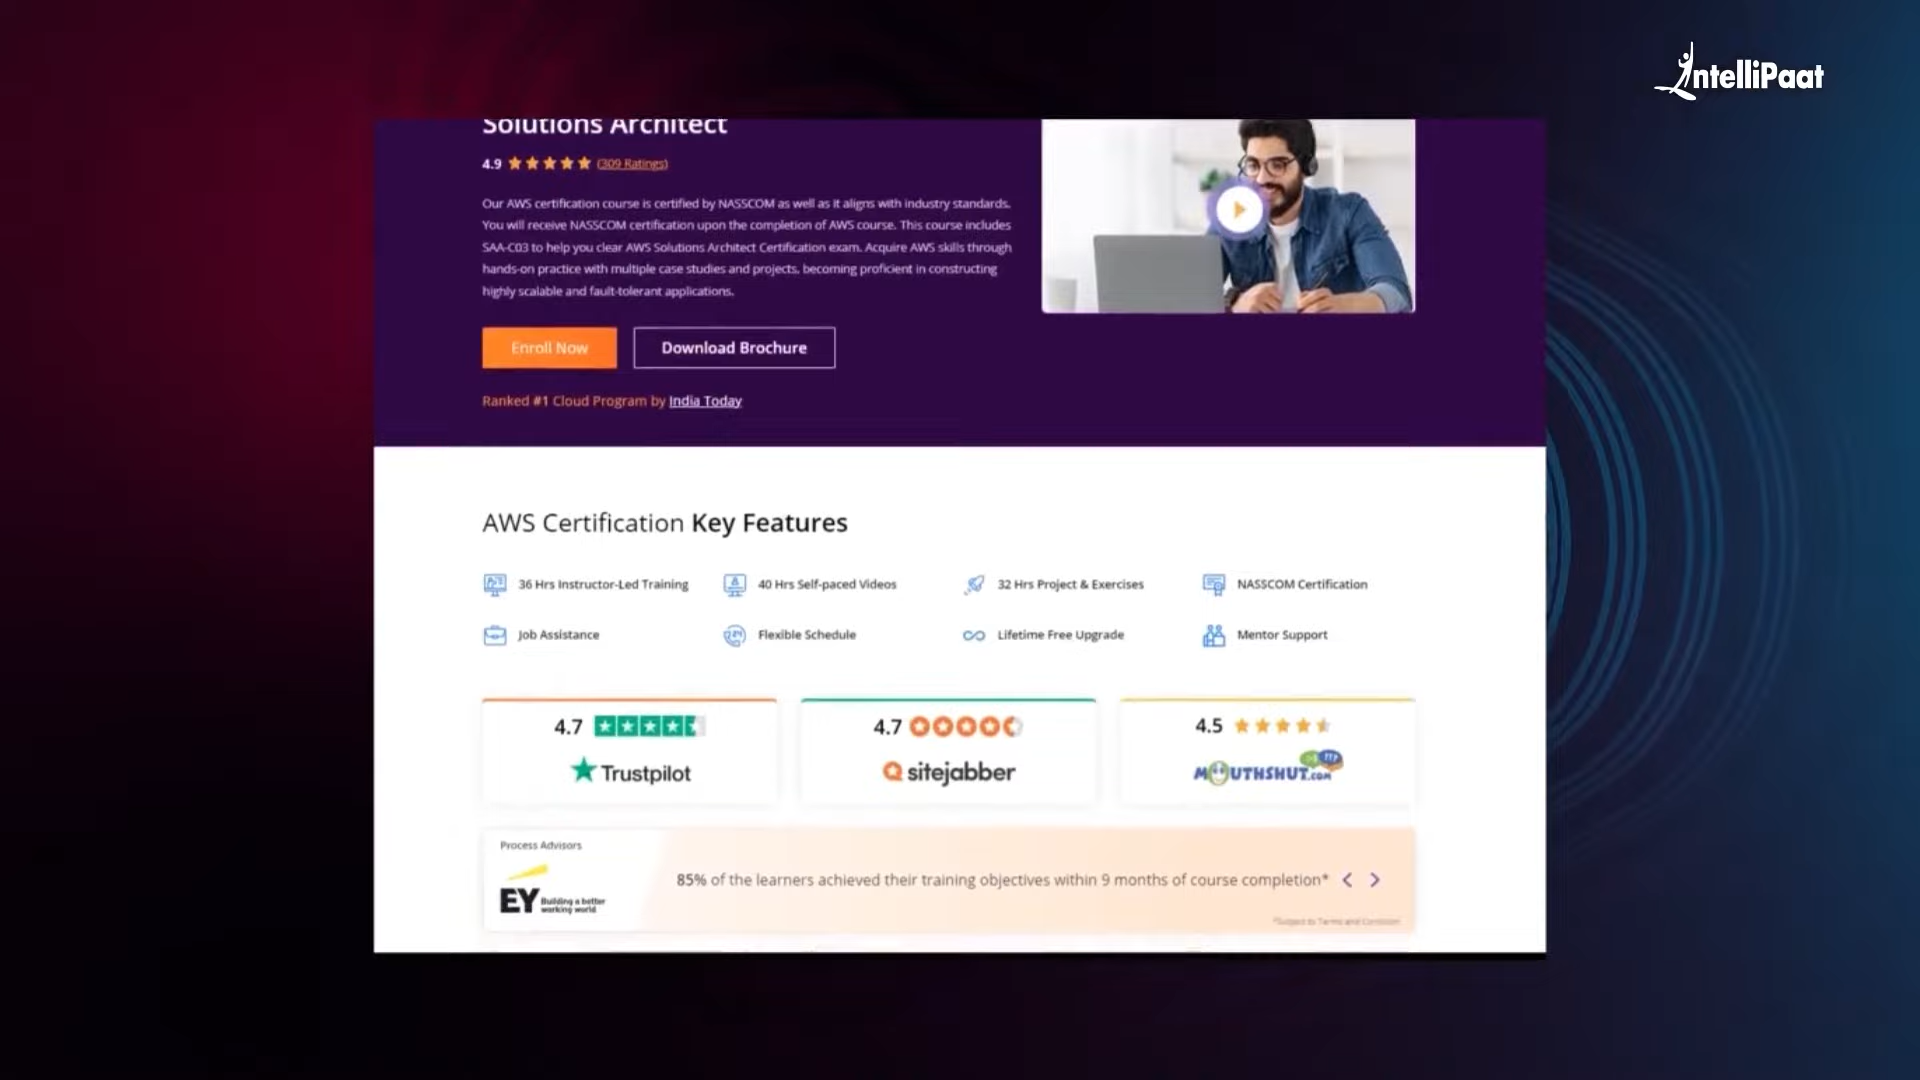 IntelliPaat
Solutions Architect
4.9 (309 Ratings)
Our AWS certification course is certified by NASSCOM as well as it aligns with industry standards.
You will receive NASSCOM certification upon the completion of AWS course. This course includes
SAA-C03 to help you clear AWS Solutions Architect Certification exam. Acquire AWS skills through
hands-on practice with multiple case studies and projects, becoming proficient in constructing
highly scalable and fault-tolerant applications.
Enroll Now
Download Brochure
Ranked #1 Cloud Program by India Today
AWS Certification Key Features
36 Hrs Instructor-Led Training
40 Hrs Self-paced Videos
32 Hrs Project & Exercises
NASSCOM Certification
Job Assistance
Flexible Schedule
Lifetime Free Upgrade
Mentor Support
4.7
Trustpilot
4.7
sitejabber
4.5
MOUTHSHUT.COM
Process Advisors
EY
Building a better
working world
85% of the learners achieved their training objectives within 9 months of course completion*
*Subject to Terms and Condition